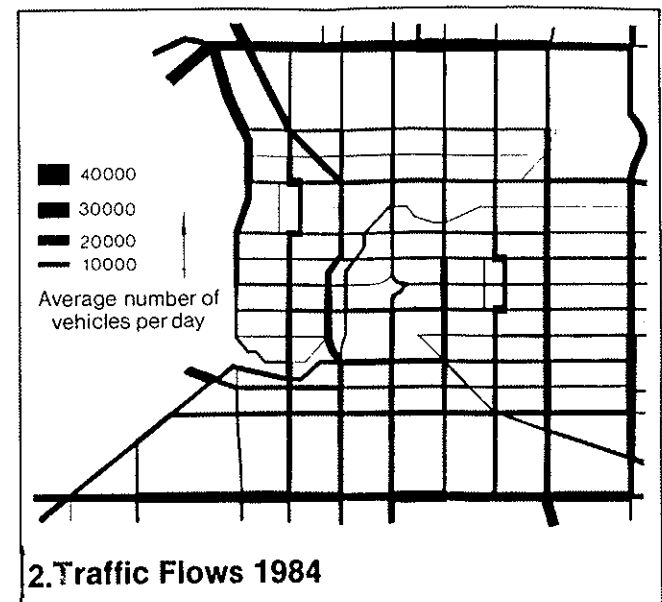 40000
30000
20000
10000
Average number of
vehicles per day
2.Traffic Flows 1984